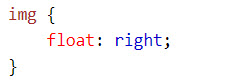 img {
    float: right;
}